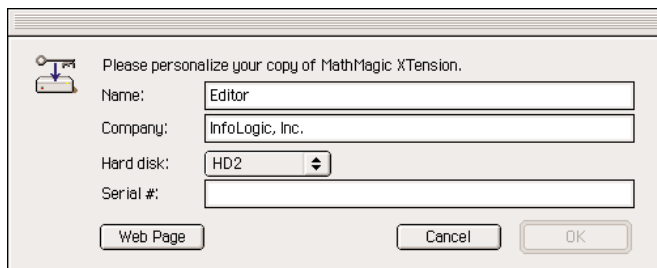 Please personalize your copy of MathMagic XTension.
Name: Editor
Company: InfoLogic, Inc.
Hard disk: HD2
Serial #:
Web Page Cancel OK